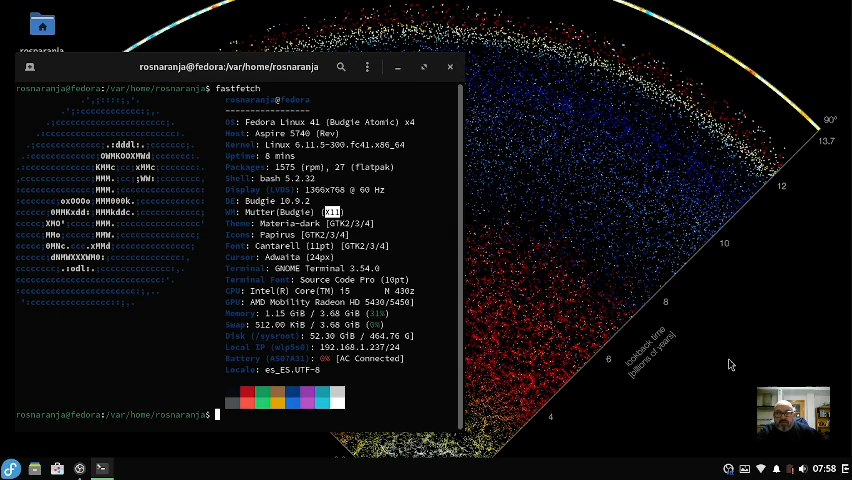 rosnaranja
rosnaranja@fedora:/var/home/rosnaranja
rosnaranja@fedora:/var/home/rosnaranja$ fastfetch
rosnaranja@fedora
-----------------
OS: Fedora Linux 41 (Budgie Atomic) x4
Host: Aspire 5740 (Rev)
Kernel: Linux 6.11.5-300.fc41.x86_64
Uptime: 8 mins
Packages: 1575 (rpm), 27 (flatpak)
Shell: bash 5.2.32
Display (LVDS): 1366x768 @ 60 Hz
DE: Budgie 10.9.2
WM: Mutter(Budgie) (X11)
Theme: Materia-dark [GTK2/3/4]
Icons: Papirus [GTK2/3/4]
Font: Cantarell (11pt) [GTK2/3/4]
Cursor: Adwaita (24px)
Terminal: GNOME Terminal 3.54.0
Terminal Font: Source Code Pro (10pt)
CPU: Intel(R) Core(TM) i5       M 430z
GPU: AMD Mobility Radeon HD 5430/5450]
Memory: 1.15 GiB / 3.68 GiB (31%)
Swap: 512.00 KiB / 3.68 GiB (0%)
Disk (/sysroot): 52.30 GiB / 464.76 G]
Local IP (wlp5s0): 192.168.1.237/24
Battery (AS07A31): 0% [AC Connected]
Locale: es_ES.UTF-8
rosnaranja@fedora:/var/home/rosnaranja$
90°
13.7
12
10
8
6
4
lookback time
[billions of years]
07:58